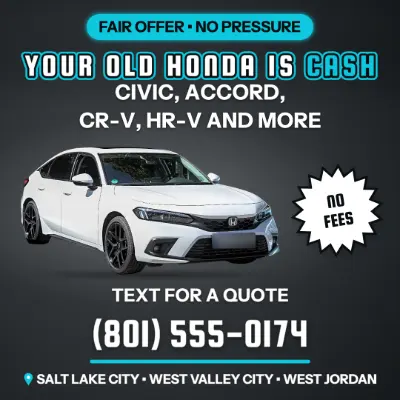 FAIR OFFER • NO PRESSURE
YOUR OLD HONDA IS CASH
CIVIC, ACCORD,
CR-V, HR-V AND MORE
NO
FEES
TEXT FOR A QUOTE
(801) 555-0174
SALT LAKE CITY • WEST VALLEY CITY • WEST JORDAN